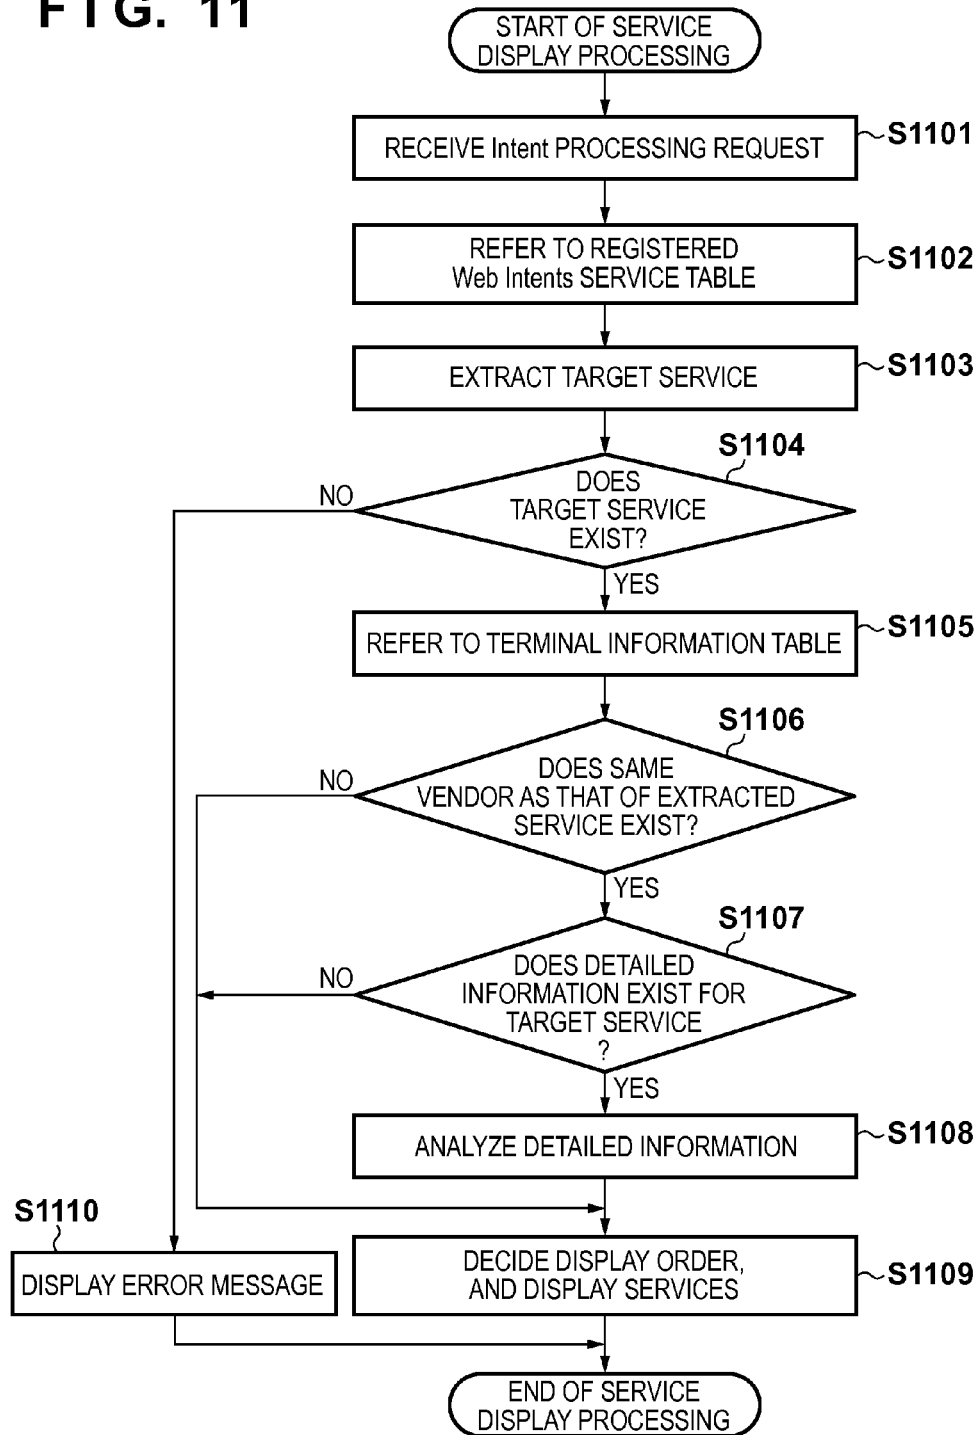 FIG. 11
START OF SERVICE
DISPLAY PROCESSING
RECEIVE Intent PROCESSING REQUEST
S1101
REFER TO REGISTERED
Web Intents SERVICE TABLE
S1102
EXTRACT TARGET SERVICE
S1103
S1104
DOES
TARGET SERVICE
EXIST?
NO
YES
REFER TO TERMINAL INFORMATION TABLE
S1105
S1106
DOES SAME
VENDOR AS THAT OF EXTRACTED
SERVICE EXIST?
NO
YES
S1107
DOES DETAILED
INFORMATION EXIST FOR
TARGET SERVICE
?
NO
YES
ANALYZE DETAILED INFORMATION
S1108
S1110
DISPLAY ERROR MESSAGE
DECIDE DISPLAY ORDER,
AND DISPLAY SERVICES
S1109
END OF SERVICE
DISPLAY PROCESSING